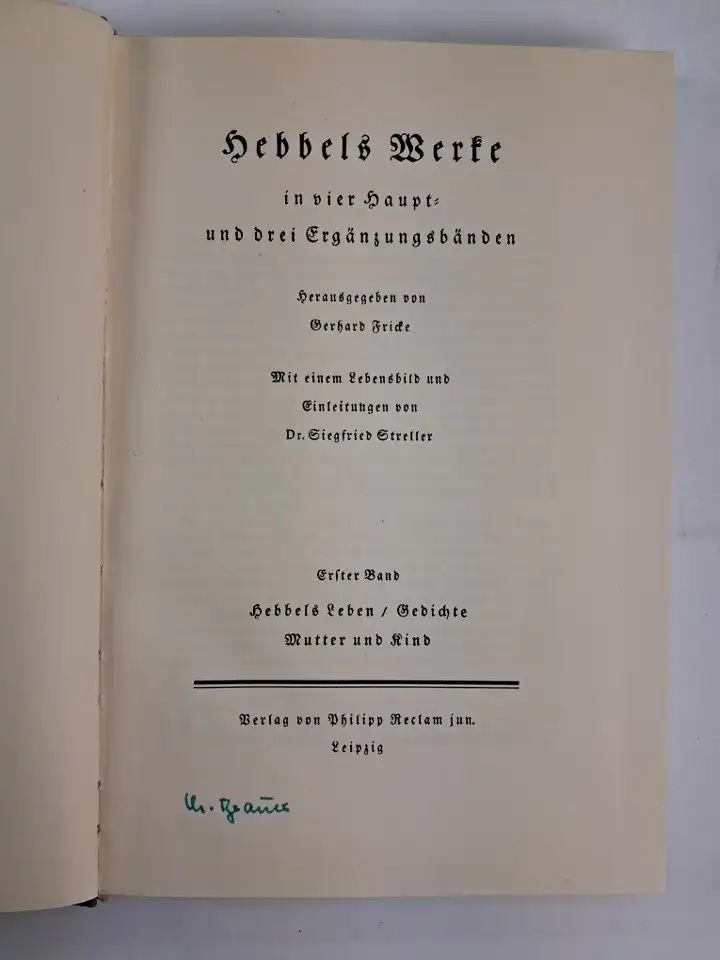 Hebbels Werke
in vier Haupt-
und drei Ergänzungsbänden
Herausgegeben von
Gerhard Fricke
Mit einem Lebensbild und
Einleitungen von
Dr. Siegfried Streller
Erster Band
Hebbels Leben / Gedichte
Mutter und Kind
Verlag von Philipp Reclam jun.
Leipzig